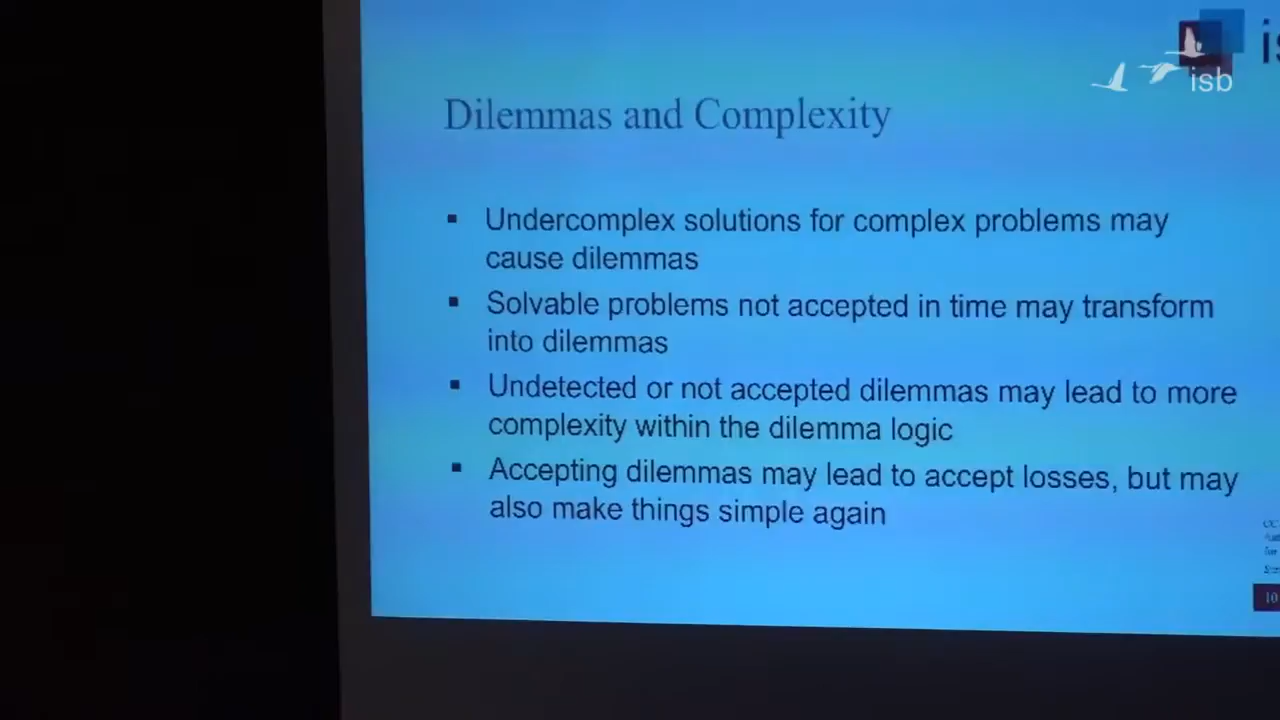 isb
Dilemmas and Complexity
▪ Undercomplex solutions for complex problems may
cause dilemmas
▪ Solvable problems not accepted in time may transform
into dilemmas
▪ Undetected or not accepted dilemmas may lead to more
complexity within the dilemma logic
▪ Accepting dilemmas may lead to accept losses, but may
also make things simple again
10